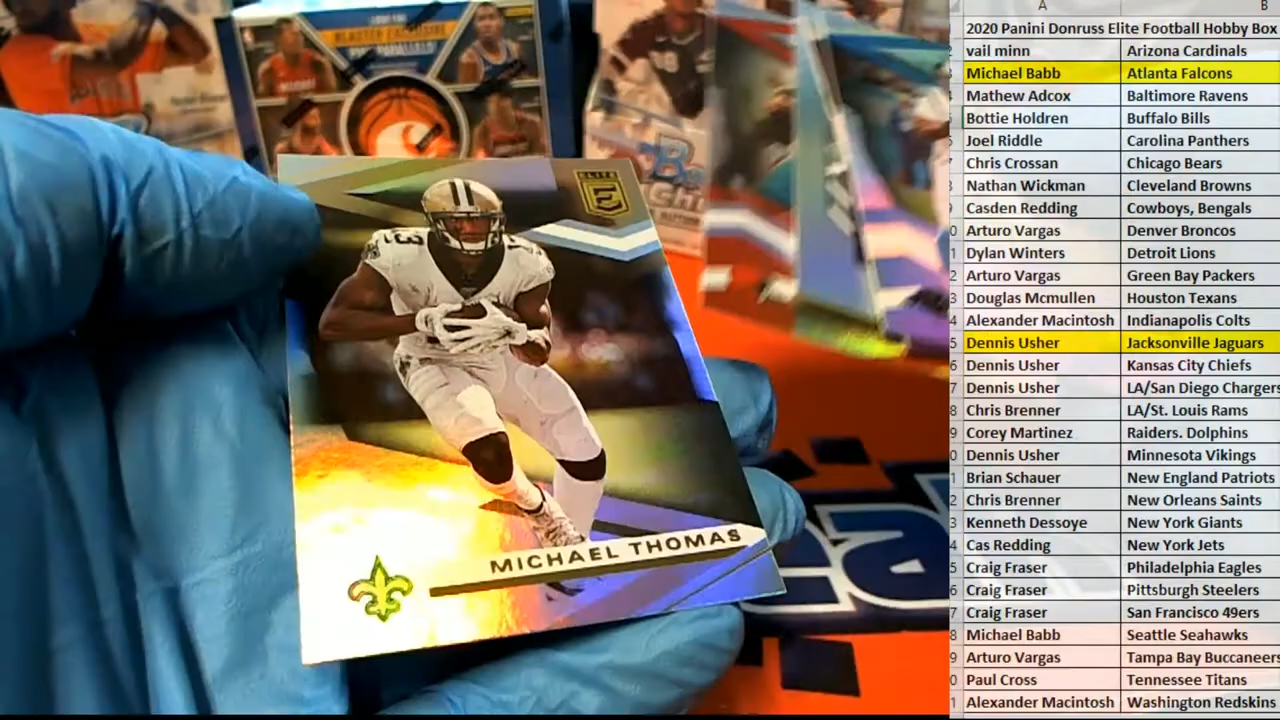 BLASTER EXCLUSIVE
ELITE
E
13
MICHAEL THOMAS
A B
2020 Panini Donruss Elite Football Hobby Box
vail minn Arizona Cardinals
Michael Babb Atlanta Falcons
Mathew Adcox Baltimore Ravens
Bottie Holdren Buffalo Bills
Joel Riddle Carolina Panthers
Chris Crossan Chicago Bears
Nathan Wickman Cleveland Browns
Casden Redding Cowboys, Bengals
Arturo Vargas Denver Broncos
Dylan Winters Detroit Lions
Arturo Vargas Green Bay Packers
Douglas Mcmullen Houston Texans
Alexander Macintosh Indianapolis Colts
Dennis Usher Jacksonville Jaguars
Dennis Usher Kansas City Chiefs
Dennis Usher LA/San Diego Chargers
Chris Brenner LA/St. Louis Rams
Corey Martinez Raiders. Dolphins
Dennis Usher Minnesota Vikings
Brian Schauer New England Patriots
Chris Brenner New Orleans Saints
Kenneth Dessoye New York Giants
Cas Redding New York Jets
Craig Fraser Philadelphia Eagles
Craig Fraser Pittsburgh Steelers
Craig Fraser San Francisco 49ers
Michael Babb Seattle Seahawks
Arturo Vargas Tampa Bay Buccaneers
Paul Cross Tennessee Titans
Alexander Macintosh Washington Redskins